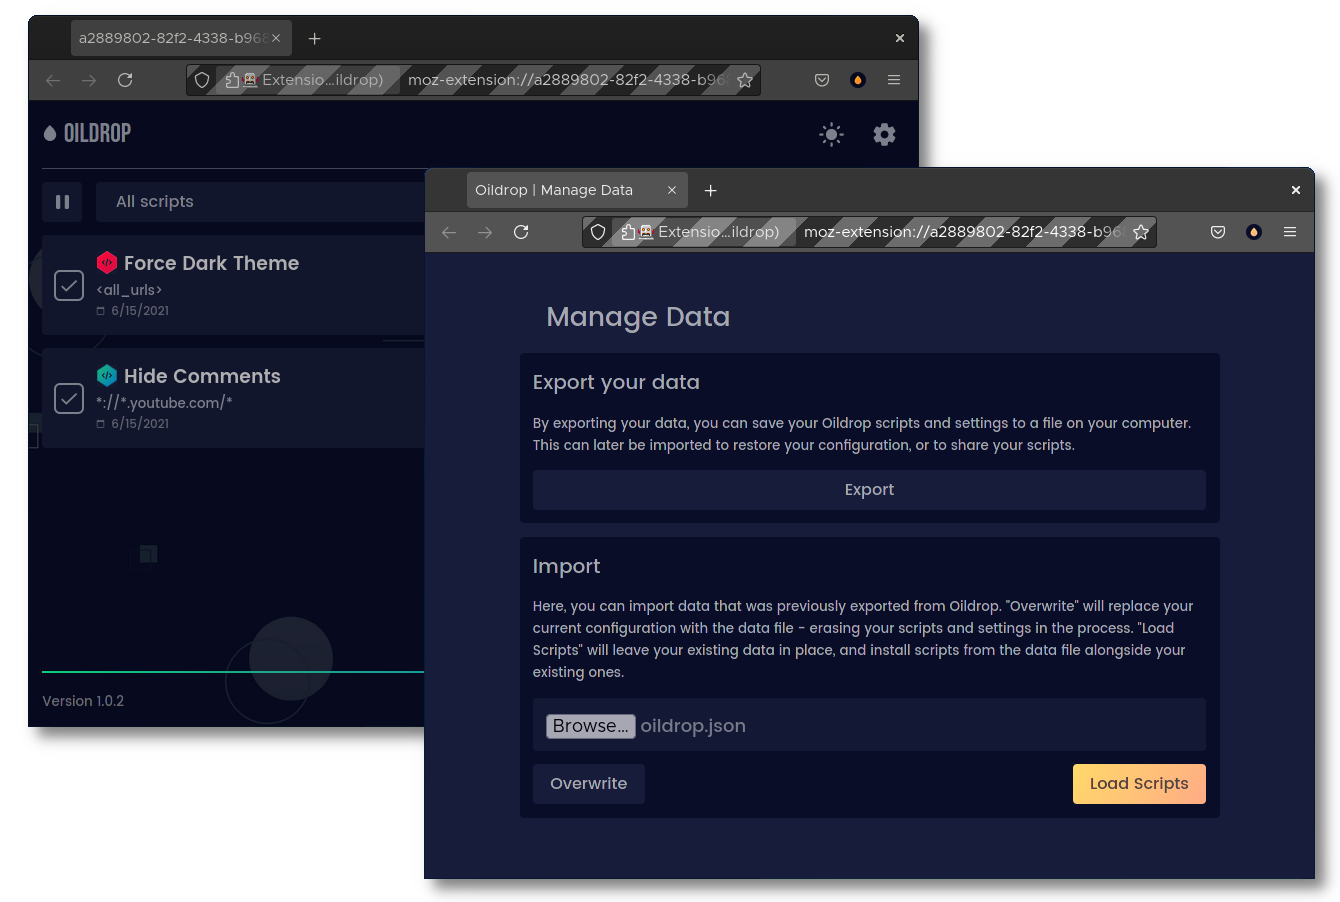 a2889802-82f2-4338-b968
Extensio...ildrop)
moz-extension://a2889802-82f2-4338-b968
OILDROP
All scripts
Force Dark Theme
<all_urls>
6/15/2021
Hide Comments
*://*.youtube.com/*
6/15/2021
Version 1.0.2
Oildrop | Manage Data
Extensio...ildrop)
moz-extension://a2889802-82f2-4338-b968
Manage Data
Export your data
By exporting your data, you can save your Oildrop scripts and settings to a file on your computer.
This can later be imported to restore your configuration, or to share your scripts.
Export
Import
Here, you can import data that was previously exported from Oildrop. "Overwrite" will replace your
current configuration with the data file - erasing your scripts and settings in the process. "Load
Scripts" will leave your existing data in place, and install scripts from the data file alongside your
existing ones.
Browse... oildrop.json
Overwrite
Load Scripts